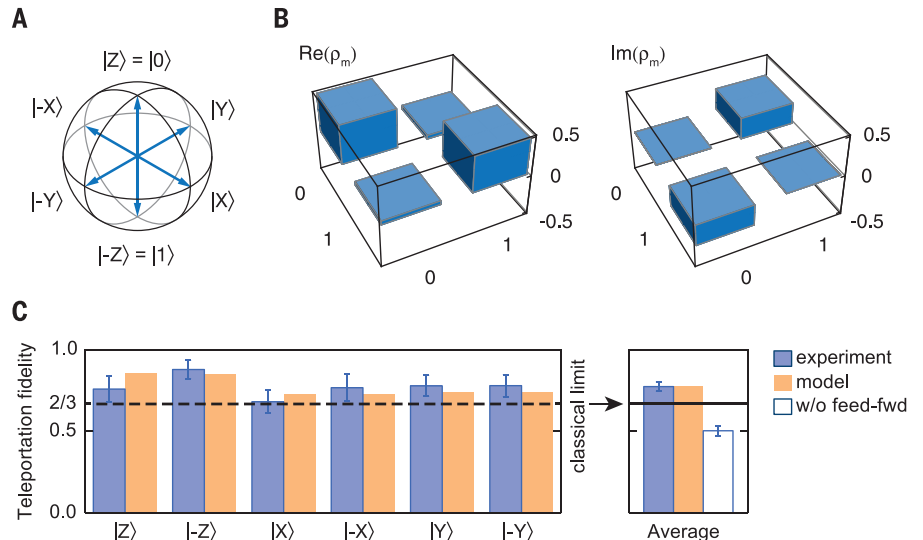 A
|Z⟩ = |0⟩
|-X⟩
|Y⟩
|-Y⟩
|X⟩
|-Z⟩ = |1⟩
B
Re(ρm)
0.5
0
-0.5
0
1
0
1
Im(ρm)
0.5
0
-0.5
0
1
0
1
C
Teleportation fidelity
1.0
2/3
0.5
0.0
|Z⟩
|-Z⟩
|X⟩
|-X⟩
|Y⟩
|-Y⟩
classical limit
Average
experiment
model
w/o feed-fwd